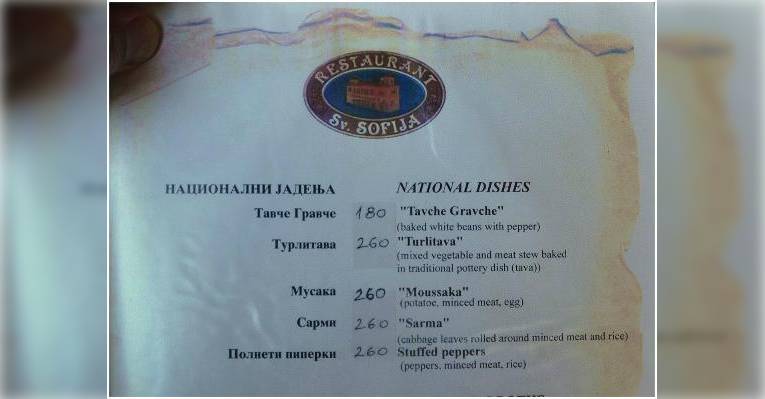 RESTAURANT
Sv. SOFIJA
НАЦИОНАЛНИ ЈАДЕЊА NATIONAL DISHES
Тавче Гравче 180 "Tavche Gravche"
(baked white beans with pepper)
Турлитава 260 "Turlitava"
(mixed vegetable and meat stew baked
in traditional pottery dish (tava))
Мусака 260 "Moussaka"
(potatoe, minced meat, egg)
Сарми 260 "Sarma"
(cabbage leaves rolled around minced meat and rice)
Полнети пиперки 260 Stuffed peppers
(peppers, minced meat, rice)